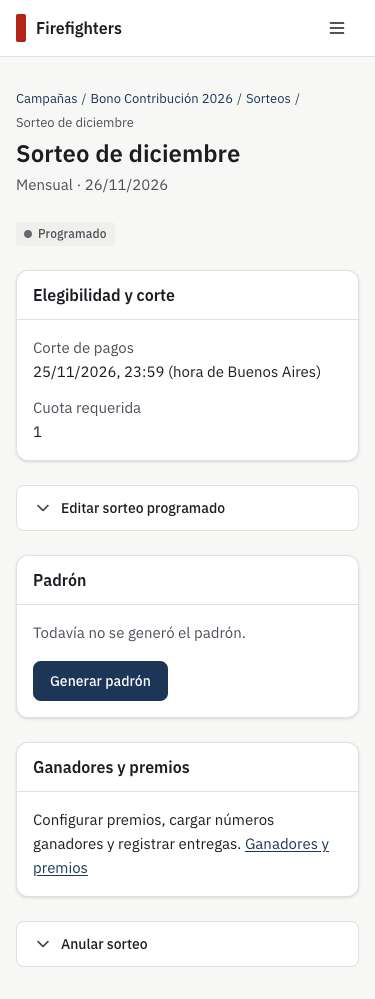 Firefighters
Campañas / Bono Contribución 2026 / Sorteos /
Sorteo de diciembre
Sorteo de diciembre
Mensual · 26/11/2026
Programado
Elegibilidad y corte
Corte de pagos
25/11/2026, 23:59 (hora de Buenos Aires)
Cuota requerida
1
Editar sorteo programado
Padrón
Todavía no se generó el padrón.
Generar padrón
Ganadores y premios
Configurar premios, cargar números
ganadores y registrar entregas. Ganadores y
premios
Anular sorteo